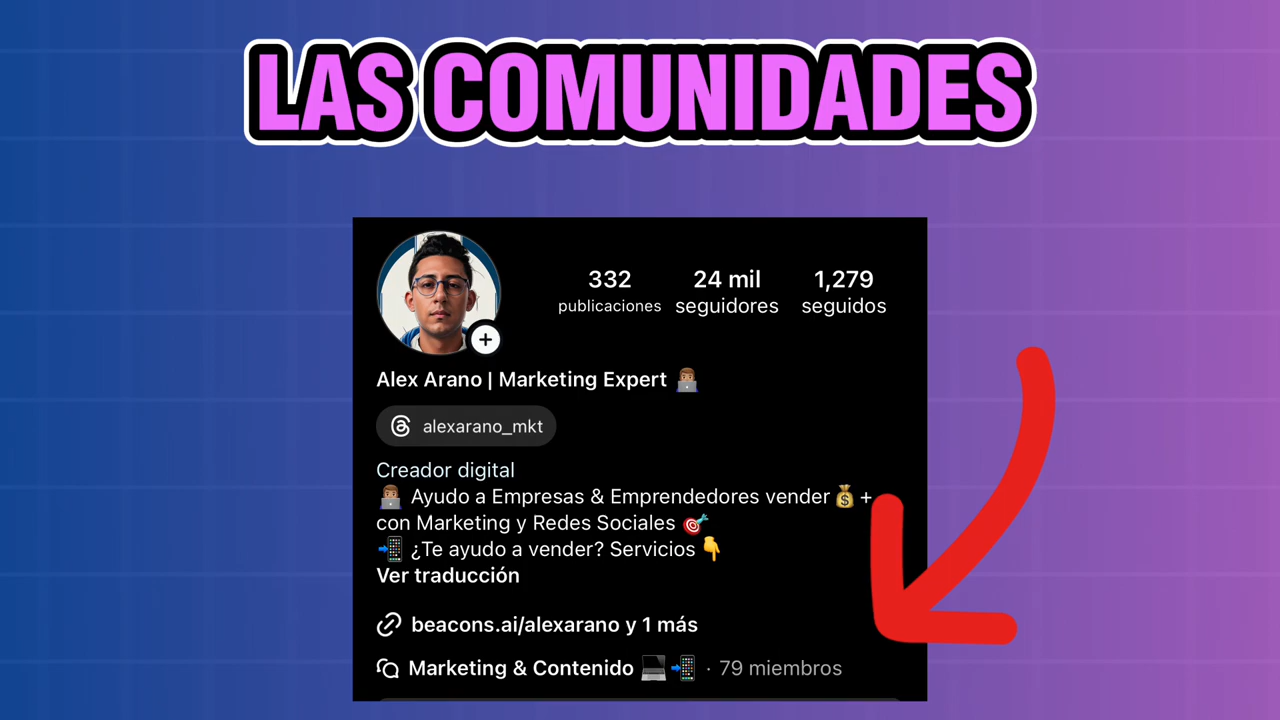 LAS COMUNIDADES
332 24 mil 1,279
publicaciones seguidores seguidos
Alex Arano | Marketing Expert 👨🏽‍💻
alexarano_mkt
Creador digital
👨🏽‍💻 Ayudo a Empresas & Emprendedores vender💰+
con Marketing y Redes Sociales 🎯
📲 ¿Te ayudo a vender? Servicios👇
Ver traducción
beacons.ai/alexarano y 1 más
Marketing & Contenido 💻📲 · 79 miembros